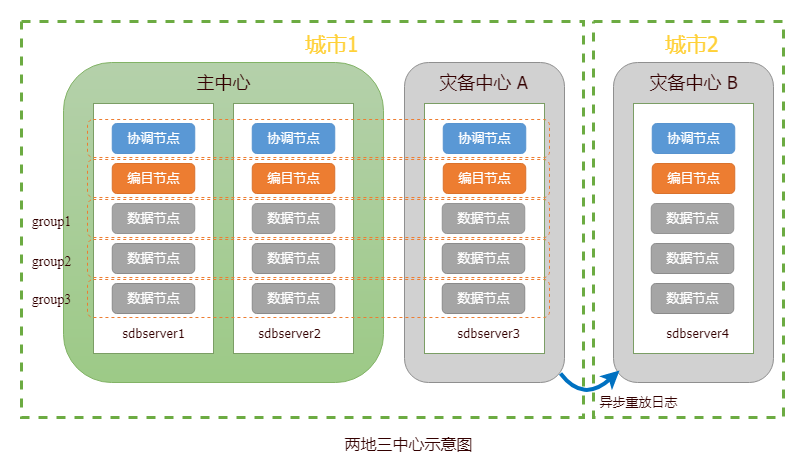 城市1
城市2
主中心
灾备中心 A
灾备中心 B
协调节点 协调节点 协调节点 协调节点
编目节点 编目节点 编目节点 编目节点
group1 数据节点 数据节点 数据节点 数据节点
group2 数据节点 数据节点 数据节点 数据节点
group3 数据节点 数据节点 数据节点 数据节点
sdbserver1 sdbserver2 sdbserver3 sdbserver4
异步重放日志
两地三中心示意图